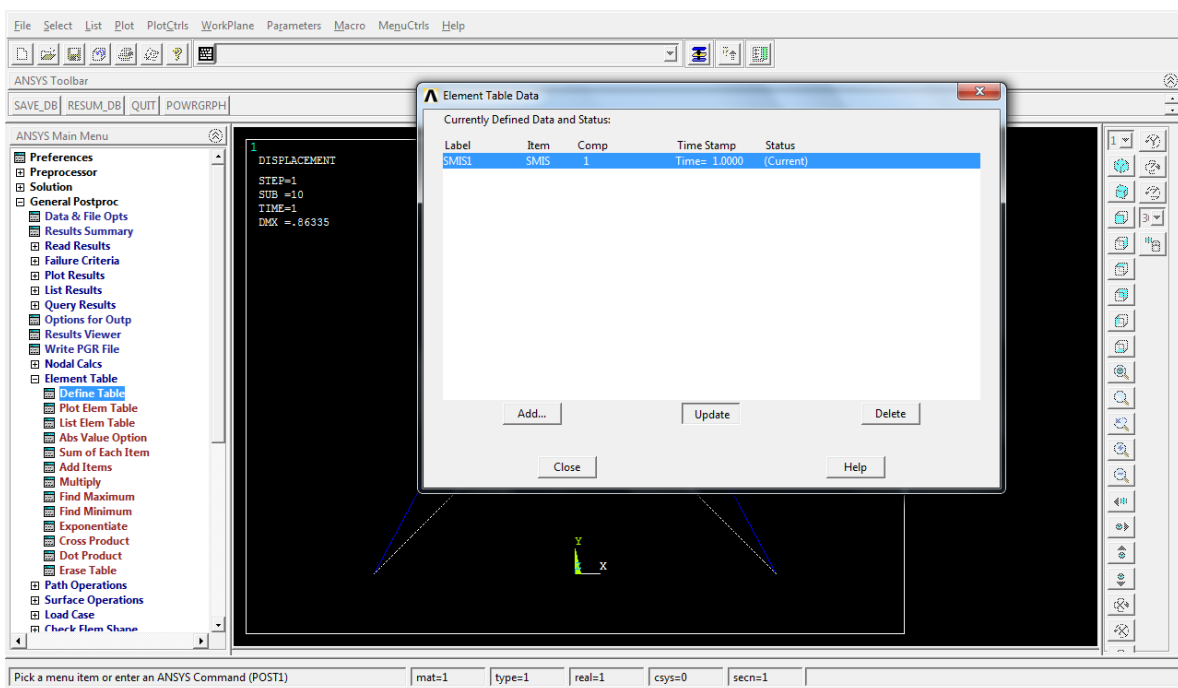 File Select List Plot PlotCtrls WorkPlane Parameters Macro MenuCtrls Help
ANSYS Toolbar
SAVE_DB RESUM_DB QUIT POWRGRPH
ANSYS Main Menu
Preferences
Preprocessor
Solution
General Postproc
Data & File Opts
Results Summary
Read Results
Failure Criteria
Plot Results
List Results
Query Results
Options for Outp
Results Viewer
Write PGR File
Nodal Calcs
Element Table
Define Table
Plot Elem Table
List Elem Table
Abs Value Option
Sum of Each Item
Add Items
Multiply
Find Maximum
Find Minimum
Exponentiate
Cross Product
Dot Product
Erase Table
Path Operations
Surface Operations
Load Case
Check Elem Shape
1
DISPLACEMENT
STEP=1
SUB =10
TIME=1
DMX =.86335
Y
X
Element Table Data
Currently Defined Data and Status:
Label Item Comp Time Stamp Status
SMIS1 SMIS 1 Time= 1.0000 (Current)
Add... Update Delete
Close Help
1
Pick a menu item or enter an ANSYS Command (POST1) mat=1 type=1 real=1 csys=0 secn=1